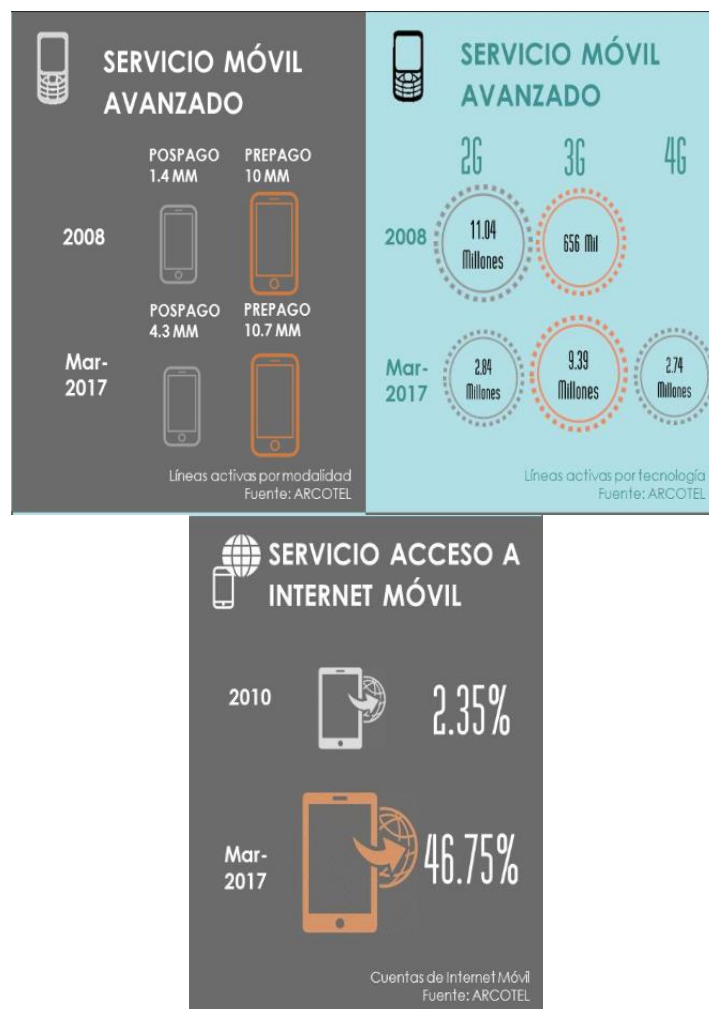 SERVICIO MÓVIL
AVANZADO
POSPAGO
1.4 MM
PREPAGO
10 MM
2008
POSPAGO
4.3 MM
PREPAGO
10.7 MM
Mar-
2017
Líneas activas por modalidad
Fuente: ARCOTEL
SERVICIO MÓVIL
AVANZADO
2G
3G
4G
2008
11.04
Millones
656 Mil
Mar-
2017
2.84
Millones
9.39
Millones
2.74
Millones
Líneas activas por tecnología
Fuente: ARCOTEL
SERVICIO ACCESO A
INTERNET MÓVIL
2010
2.35%
Mar-
2017
46.75%
Cuentas de Internet Móvil
Fuente: ARCOTEL